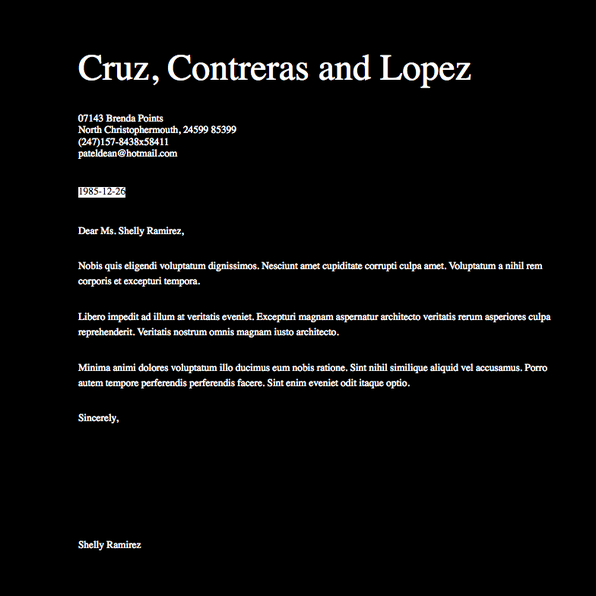 Cruz, Contreras and Lopez
07143 Brenda Points
North Christophermouth, 24599 85399
(247)157-8438x58411
pateldean@hotmail.com
1985-12-26
Dear Ms. Shelly Ramirez,
Nobis quis eligendi voluptatum dignissimos. Nesciunt amet cupiditate corrupti culpa amet. Voluptatum a nihil rem
corporis et excepturi tempora.
Libero impedit ad illum at veritatis eveniet. Excepturi magnam aspernatur architecto veritatis rerum asperiores culpa
reprehenderit. Veritatis nostrum omnis magnam iusto architecto.
Minima animi dolores voluptatum illo ducimus eum nobis ratione. Sint nihil similique aliquid vel accusamus. Porro
autem tempore perferendis perferendis facere. Sint enim eveniet odit itaque optio.
Sincerely,
Shelly Ramirez